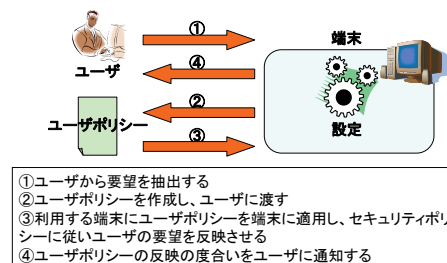 ①
端末
④
ユーザ
②
ユーザポリシー
設定
③
①ユーザから要望を抽出する
②ユーザポリシーを作成し、ユーザに渡す
③利用する端末にユーザポリシーを端末に適用し、セキュリティポリ
シーに従いユーザの要望を反映させる
④ユーザポリシーの反映の度合いをユーザに通知する